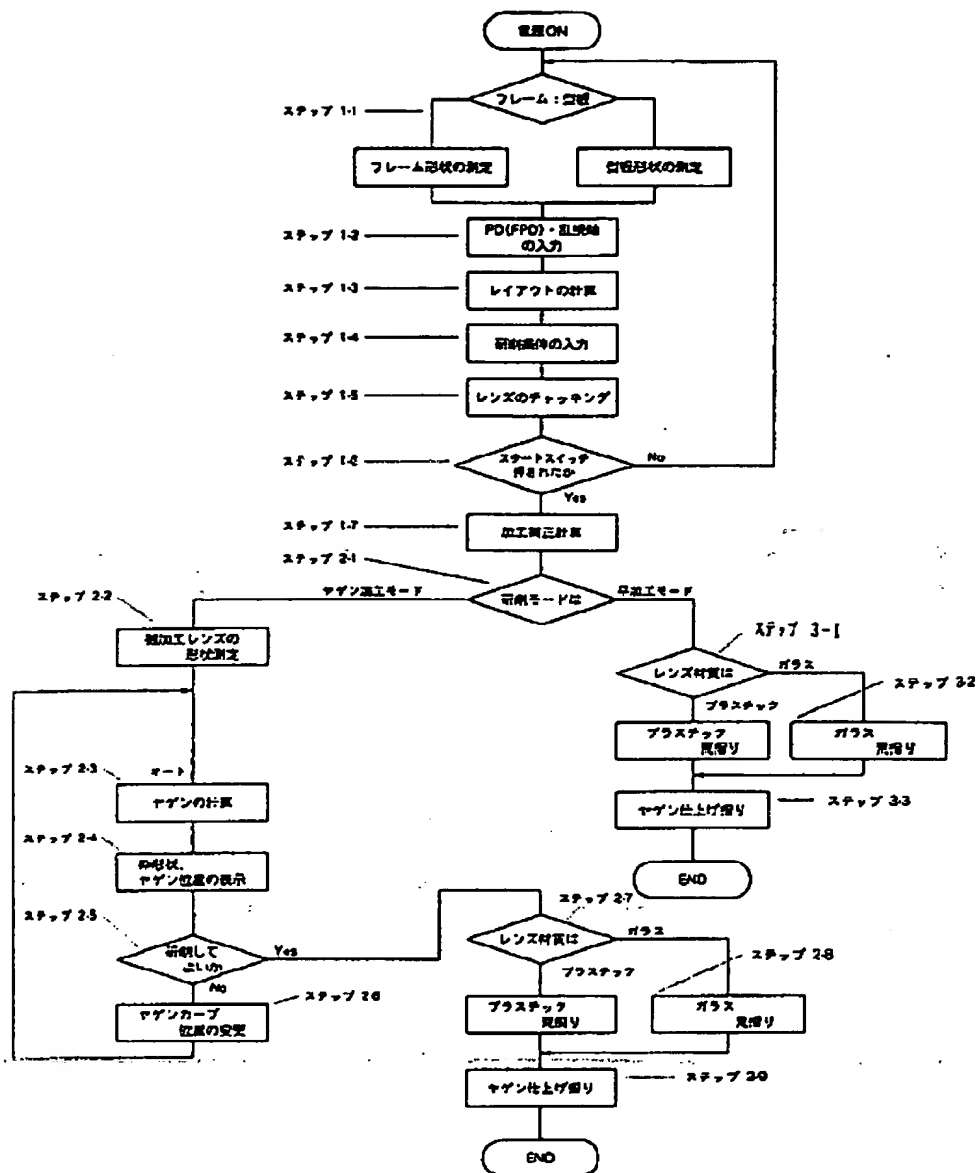 電源ON
フレーム：型板
ステップ 1-1
フレーム形状の測定
型板形状の測定
ステップ 1-2
PD(FPD)・乱視軸
の入力
ステップ 1-3
レイアウトの計算
ステップ 1-4
研削条件の入力
ステップ 1-5
レンズのチャッキング
ステップ 1-6
スタートスイッチ
押されたか
No
Yes
ステップ 1-7
加工補正計算
ステップ 2-1
研削モードは
ヤゲン加工モード
平加工モード
ステップ 2-2
被加工レンズの
形状測定
ステップ 3-1
レンズ材質は
ガラス
プラスチック
ステップ 3-2
プラスチック
荒摺り
ガラス
荒摺り
ステップ 3-3
ヤゲン仕上げ摺り
END
ステップ 2-3
オート
ヤゲンの計算
ステップ 2-4
枠形状、
ヤゲン位置の表示
ステップ 2-5
研削して
よいか
Yes
No
ステップ 2-6
ヤゲンカーブ
位置の変更
ステップ 2-7
レンズ材質は
ガラス
プラスチック
ステップ 2-8
プラスチック
荒摺り
ガラス
荒摺り
ステップ 2-9
ヤゲン仕上げ摺り
END